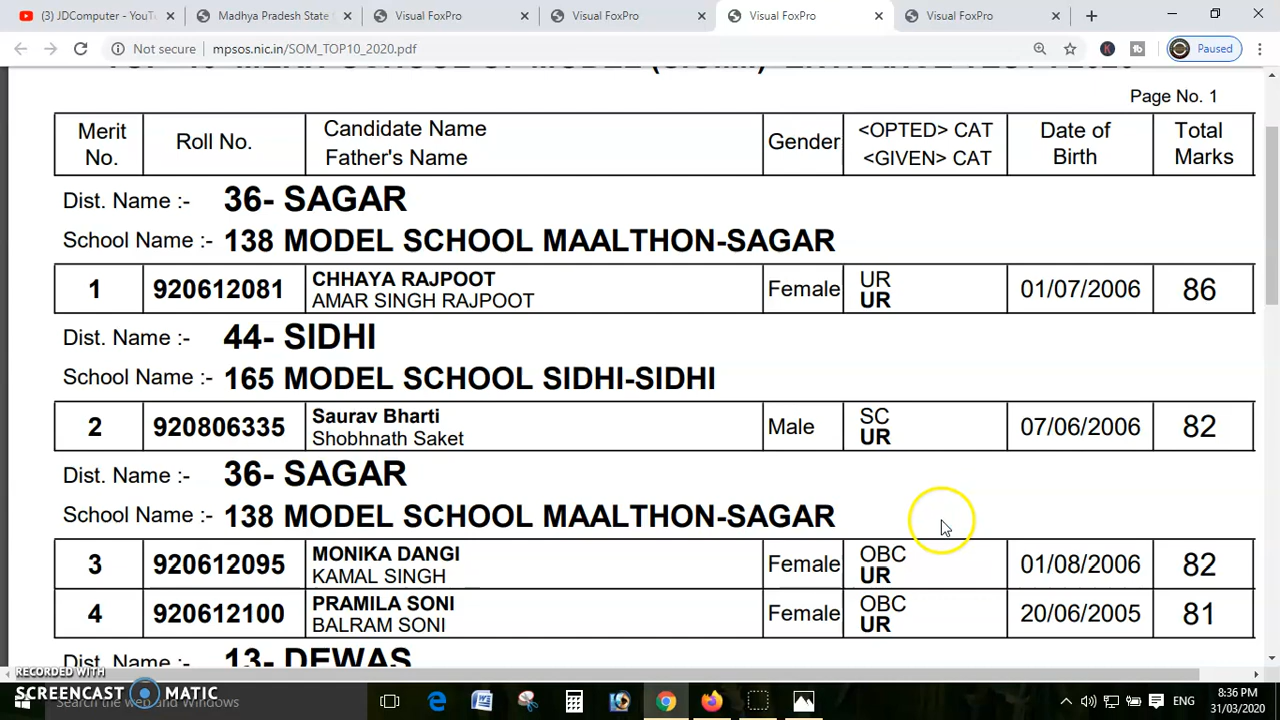 (3) JDComputer - YouT
Madhya Pradesh State
Visual FoxPro
Visual FoxPro
Visual FoxPro
Visual FoxPro
Not secure
mpsos.nic.in/SOM_TOP10_2020.pdf
Paused
Page No. 1
Merit No.
Roll No.
Candidate Name
Father's Name
Gender
<OPTED> CAT
<GIVEN> CAT
Date of Birth
Total Marks
Dist. Name :- 36- SAGAR
School Name :- 138 MODEL SCHOOL MAALTHON-SAGAR
1 920612081 CHHAYA RAJPOOT Female UR 01/07/2006 86
AMAR SINGH RAJPOOT UR
Dist. Name :- 44- SIDHI
School Name :- 165 MODEL SCHOOL SIDHI-SIDHI
2 920806335 Saurav Bharti Male SC 07/06/2006 82
Shobhnath Saket UR
Dist. Name :- 36- SAGAR
School Name :- 138 MODEL SCHOOL MAALTHON-SAGAR
3 920612095 MONIKA DANGI Female OBC 01/08/2006 82
KAMAL SINGH UR
4 920612100 PRAMILA SONI Female OBC 20/06/2005 81
BALRAM SONI UR
Dist. Name :- 13- DEWAS
RECORDED WITH
SCREENCAST MATIC
Search the web and Windows
ENG
8:36 PM
31/03/2020